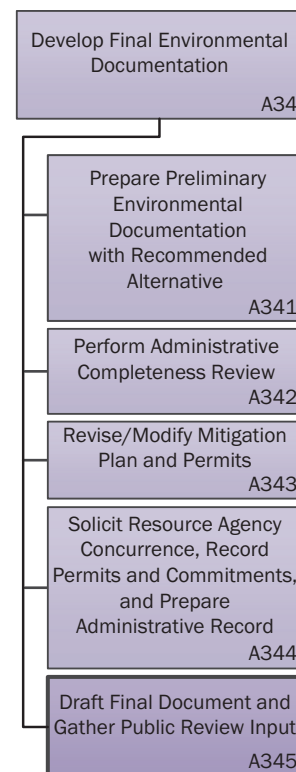 Develop Final Environmental
Documentation
A34
Prepare Preliminary
Environmental
Documentation
with Recommended
Alternative
A341
Perform Administrative
Completeness Review
A342
Revise/Modify Mitigation
Plan and Permits
A343
Solicit Resource Agency
Concurrence, Record
Permits and Commitments,
and Prepare
Administrative Record
A344
Draft Final Document and
Gather Public Review Input
A345